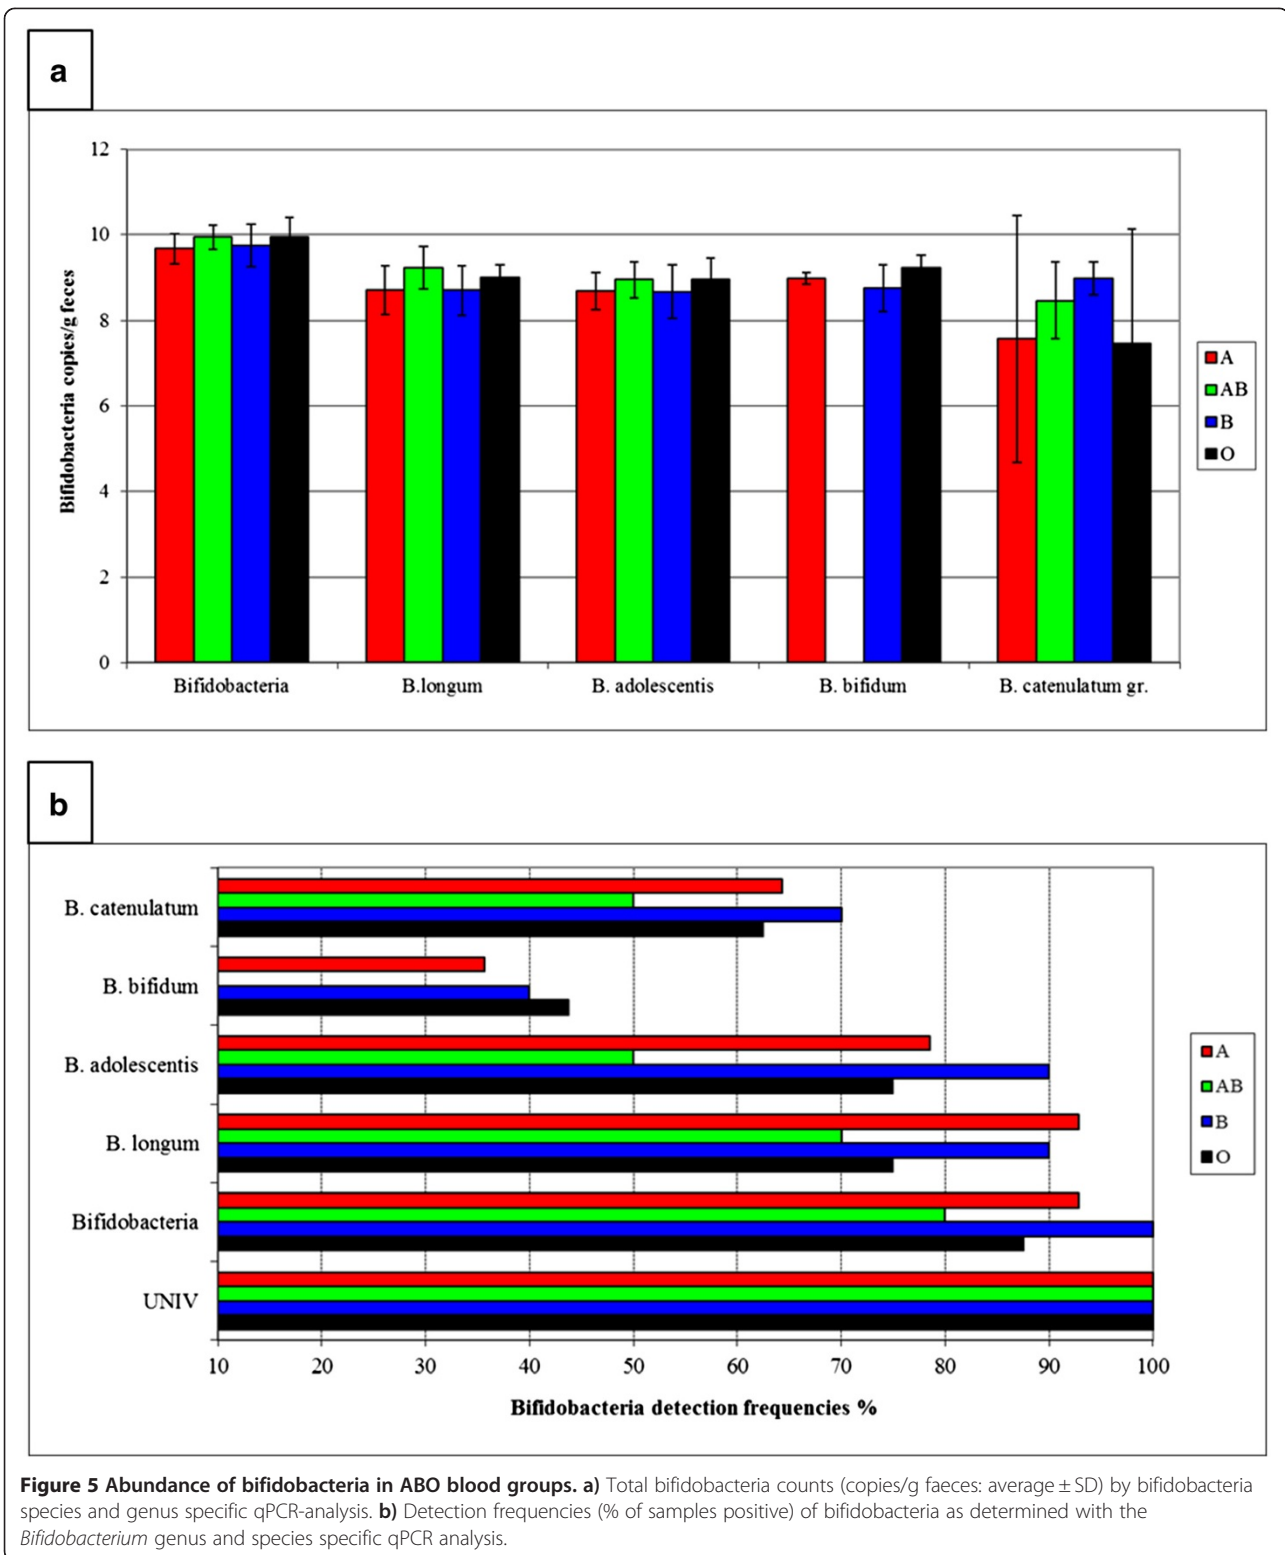 a
12
10
8
6
4
2
0
Bifidobacteria copies/g feces
Bifidobacteria
B.longum
B. adolescentis
B. bifidum
B. catenulatum gr.
A
AB
B
O
b
B. catenulatum
B. bifidum
B. adolescentis
B. longum
Bifidobacteria
UNIV
10 20 30 40 50 60 70 80 90 100
Bifidobacteria detection frequencies %
A
AB
B
O
Figure 5 Abundance of bifidobacteria in ABO blood groups. a) Total bifidobacteria counts (copies/g faeces: average ± SD) by bifidobacteria
species and genus specific qPCR-analysis. b) Detection frequencies (% of samples positive) of bifidobacteria as determined with the
Bifidobacterium genus and species specific qPCR analysis.